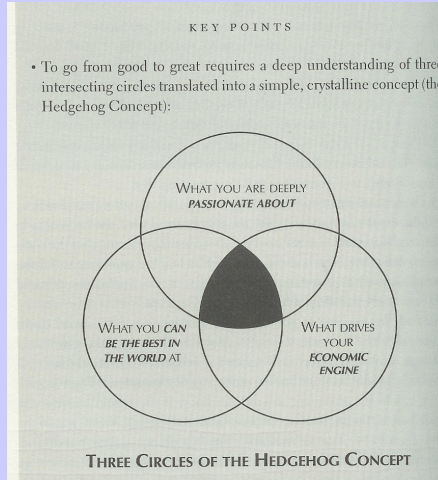 KEY POINTS
• To go from good to great requires a deep understanding of three
intersecting circles translated into a simple, crystalline concept (the
Hedgehog Concept):
WHAT YOU ARE DEEPLY
PASSIONATE ABOUT
WHAT YOU CAN
BE THE BEST IN
THE WORLD AT
WHAT DRIVES
YOUR
ECONOMIC
ENGINE
THREE CIRCLES OF THE HEDGEHOG CONCEPT